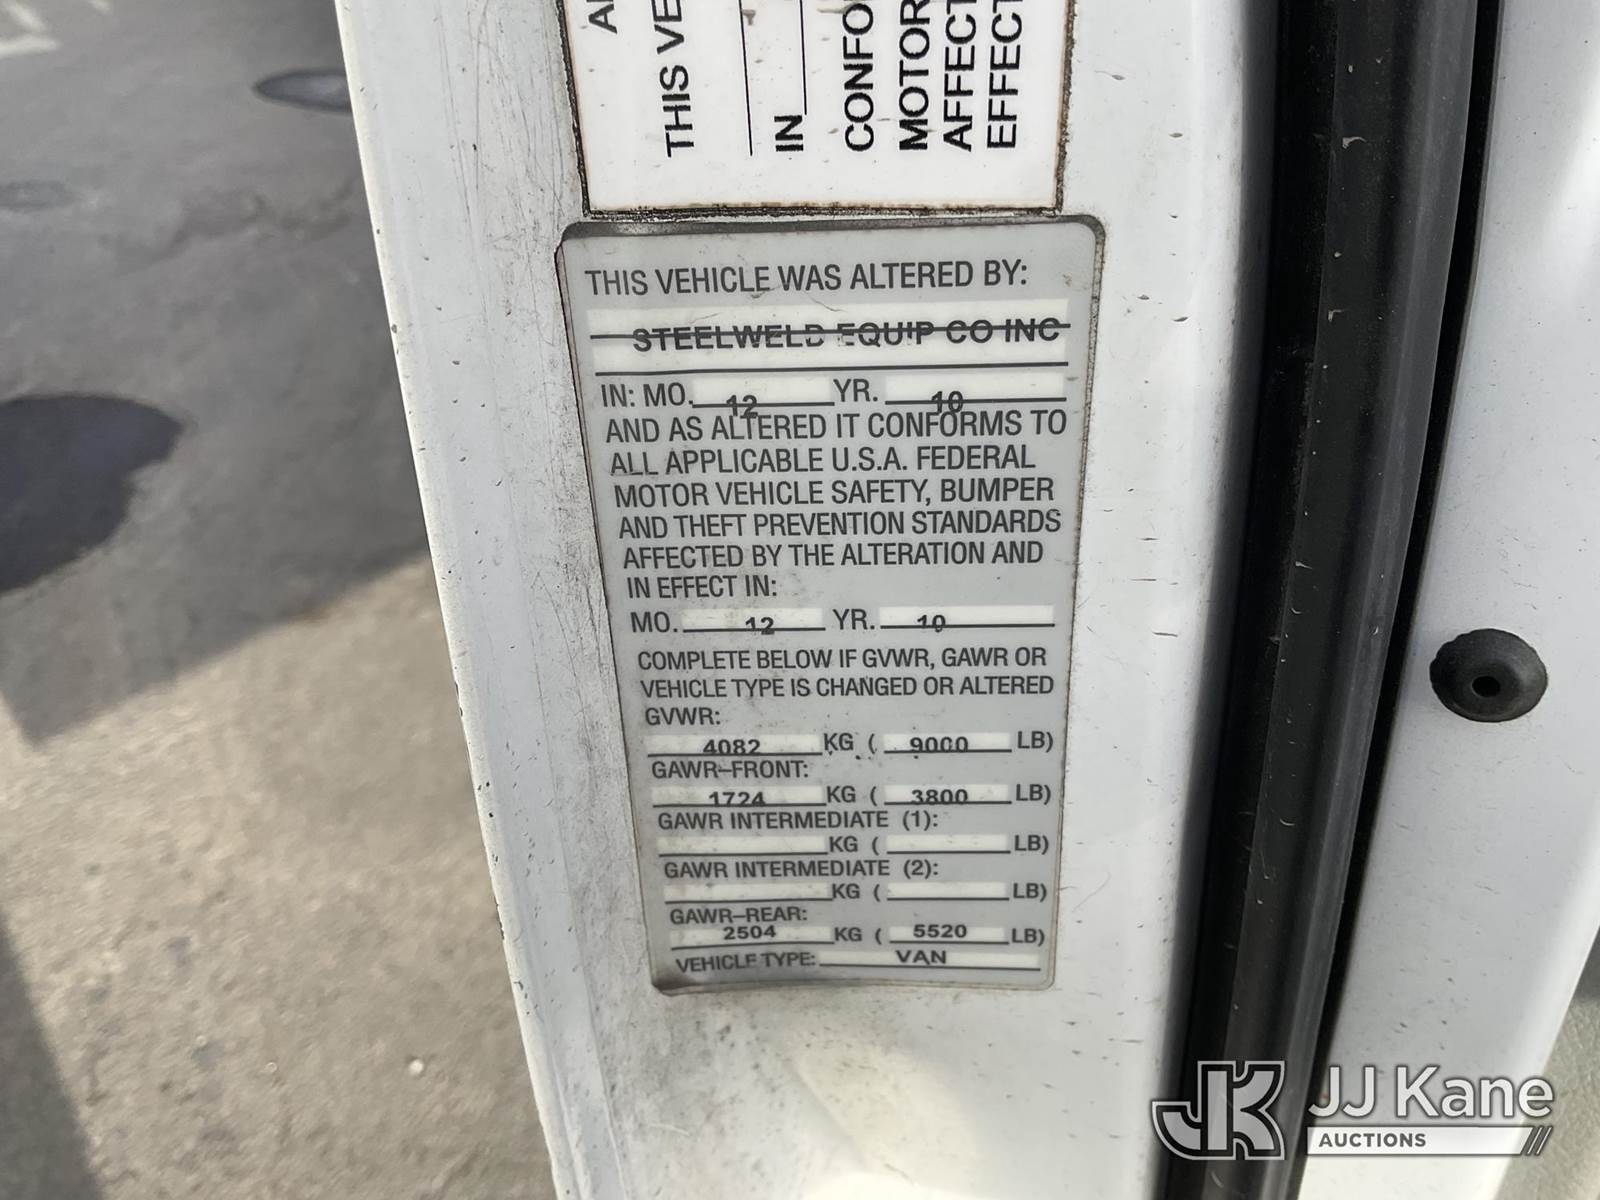 THIS VE
IN
CONFO
MOTOR
AFFECT
EFFECT
THIS VEHICLE WAS ALTERED BY:
STEELWELD EQUIP CO INC
IN: MO. 12 YR. 10
AND AS ALTERED IT CONFORMS TO
ALL APPLICABLE U.S.A. FEDERAL
MOTOR VEHICLE SAFETY, BUMPER
AND THEFT PREVENTION STANDARDS
AFFECTED BY THE ALTERATION AND
IN EFFECT IN:
MO. 12 YR. 10
COMPLETE BELOW IF GVWR, GAWR OR
VEHICLE TYPE IS CHANGED OR ALTERED
GVWR:
4082 KG ( 9000 LB)
GAWR–FRONT:
1724 KG ( 3800 LB)
GAWR INTERMEDIATE (1):
KG ( LB)
GAWR INTERMEDIATE (2):
KG ( LB)
GAWR–REAR:
2504 KG ( 5520 LB)
VEHICLE TYPE: VAN
JJ Kane
AUCTIONS